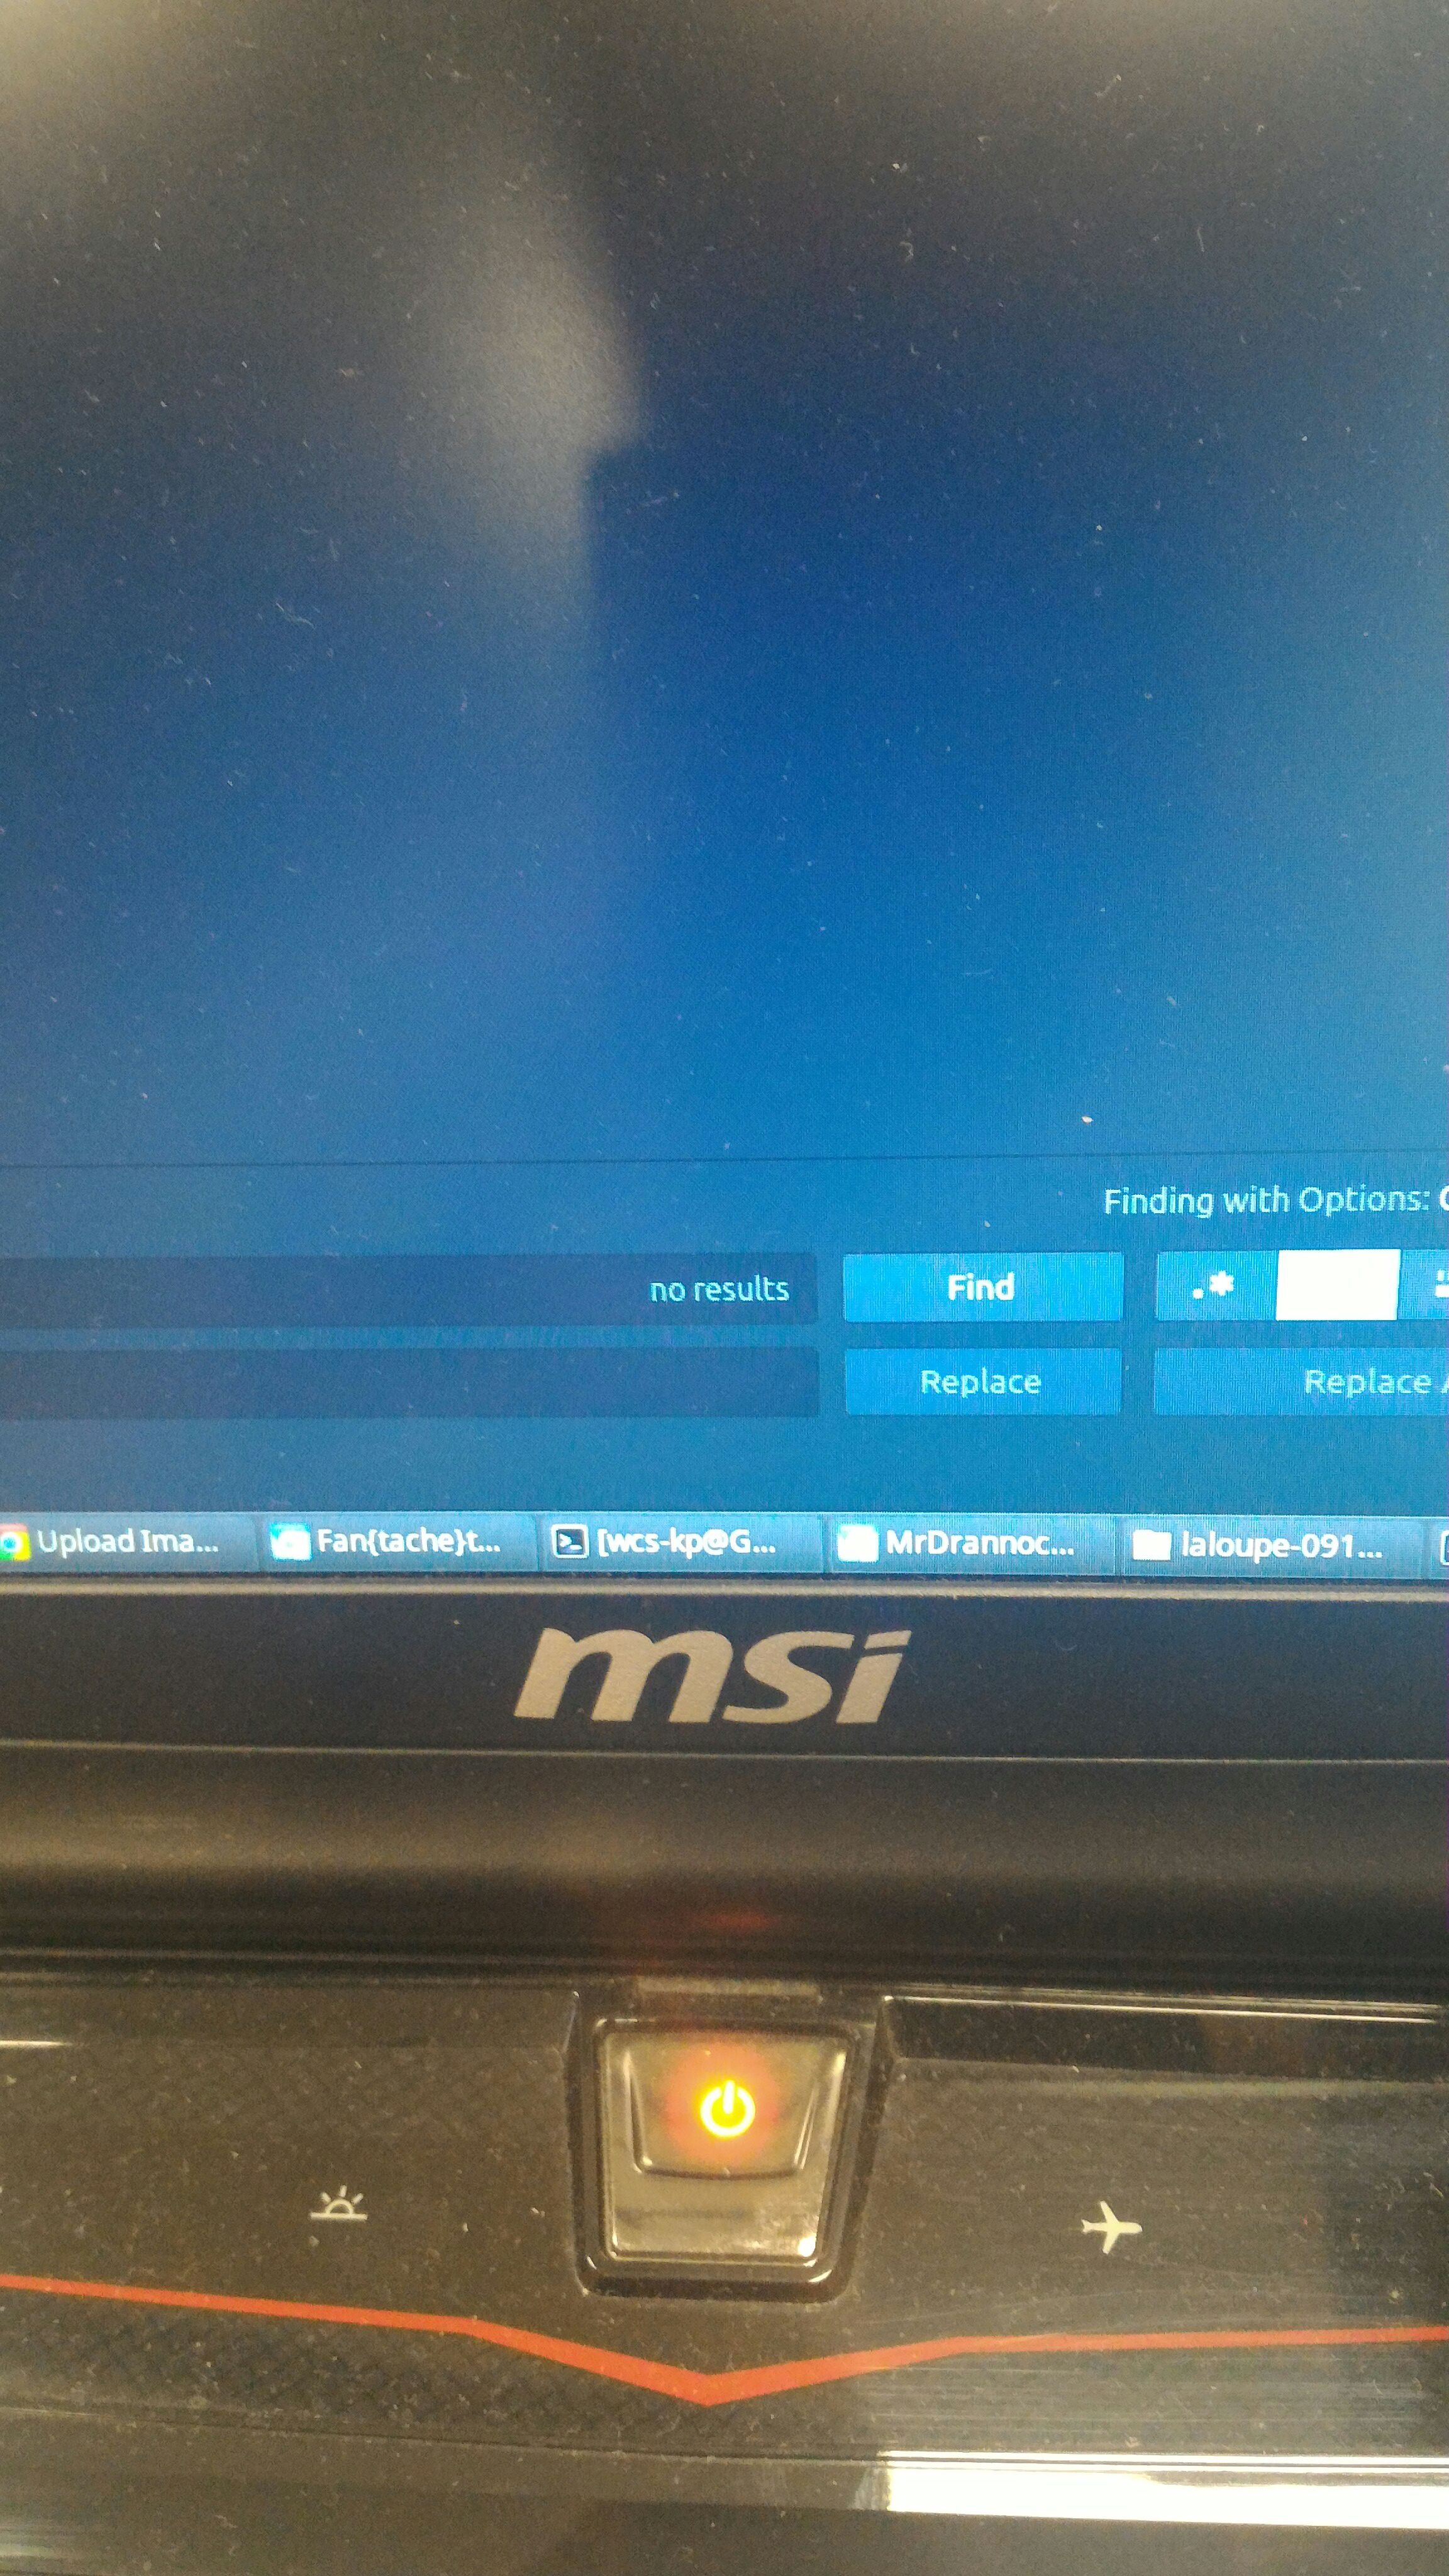 Finding with Options:
no results
Find
.*
Replace
Replace
Upload Ima...
Fan{tache}t...
[wcs-kp@G...
MrDrannoc...
laloupe-091...
msi